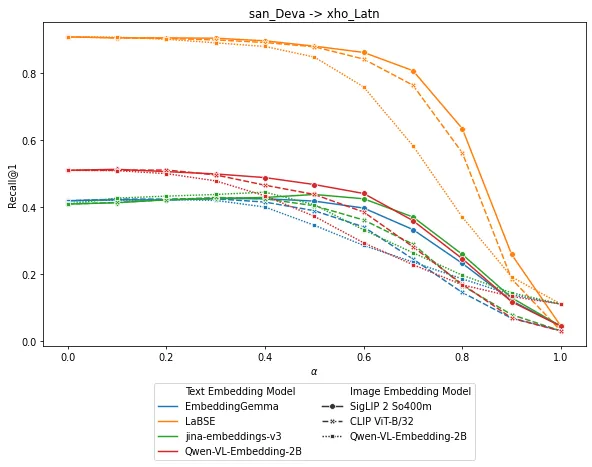 san_Deva -> xho_Latn
Recall@1
0.8
0.6
0.4
0.2
0.0
0.0 0.2 0.4 0.6 0.8 1.0
α
Text Embedding Model
EmbeddingGemma
LaBSE
jina-embeddings-v3
Qwen-VL-Embedding-2B
Image Embedding Model
SigLIP 2 So400m
CLIP ViT-B/32
Qwen-VL-Embedding-2B